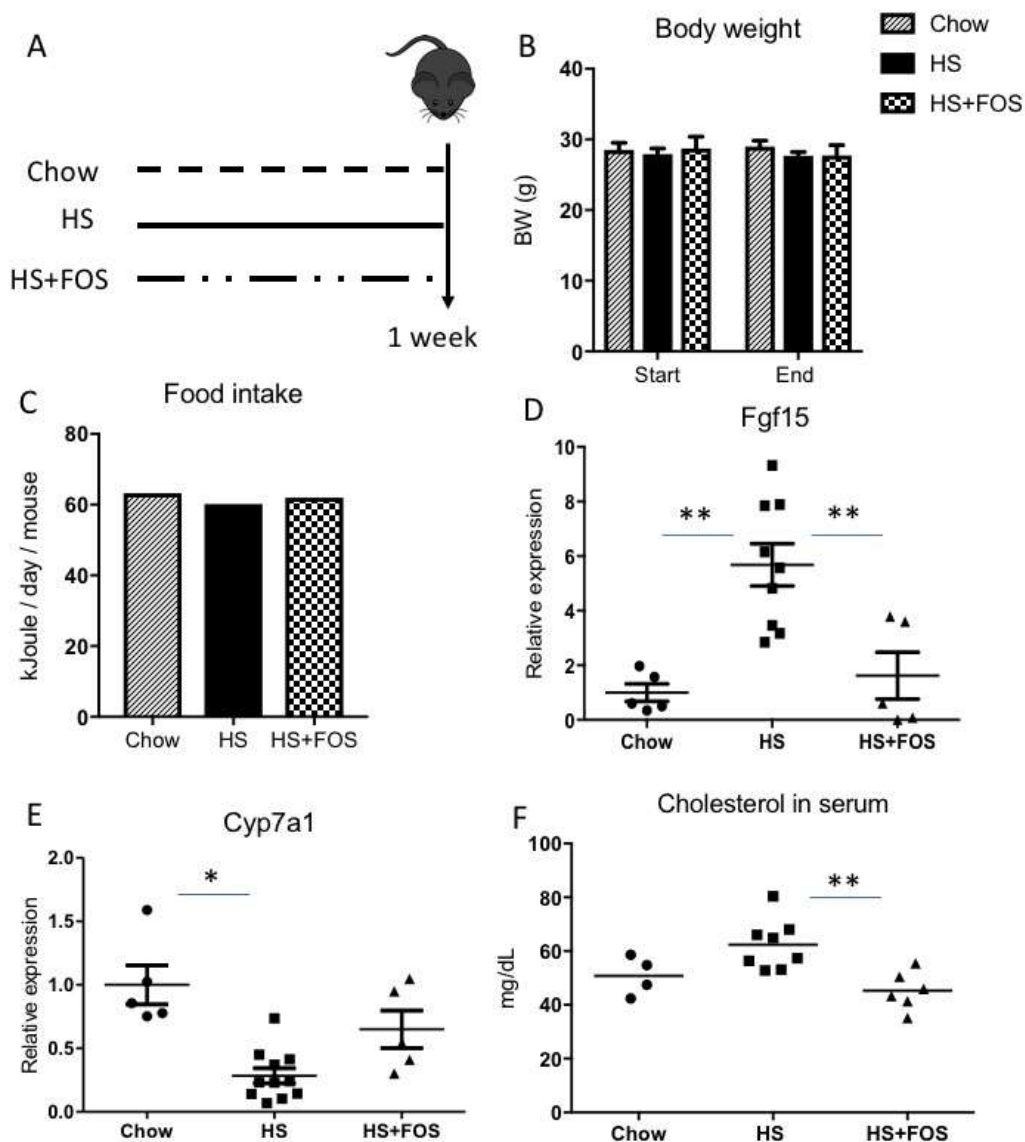 A
Chow
HS
HS+FOS
1 week
B
Body weight
Chow
HS
HS+FOS
BW (g)
40
30
20
10
0
Start
End
C
Food intake
kJoule / day / mouse
80
60
40
60
0
Chow
HS
HS+FOS
D
Fgf15
Relative expression
10
8
6
4
2
0
**
**
Chow
HS
HS+FOS
E
Cyp7a1
Relative expression
2.0
1.5
1.0
0.5
0.0
*
Chow
HS
HS+FOS
F
Cholesterol in serum
mg/dL
100
80
60
40
20
0
**
Chow
HS
HS+FOS